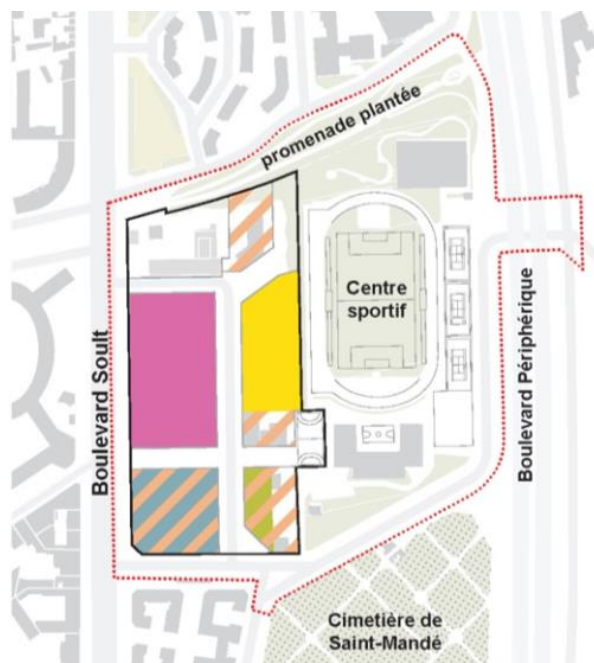 promenade plantée
Centre
sportif
Boulevard Soult
Boulevard Périphérique
Cimetière de
Saint-Mandé